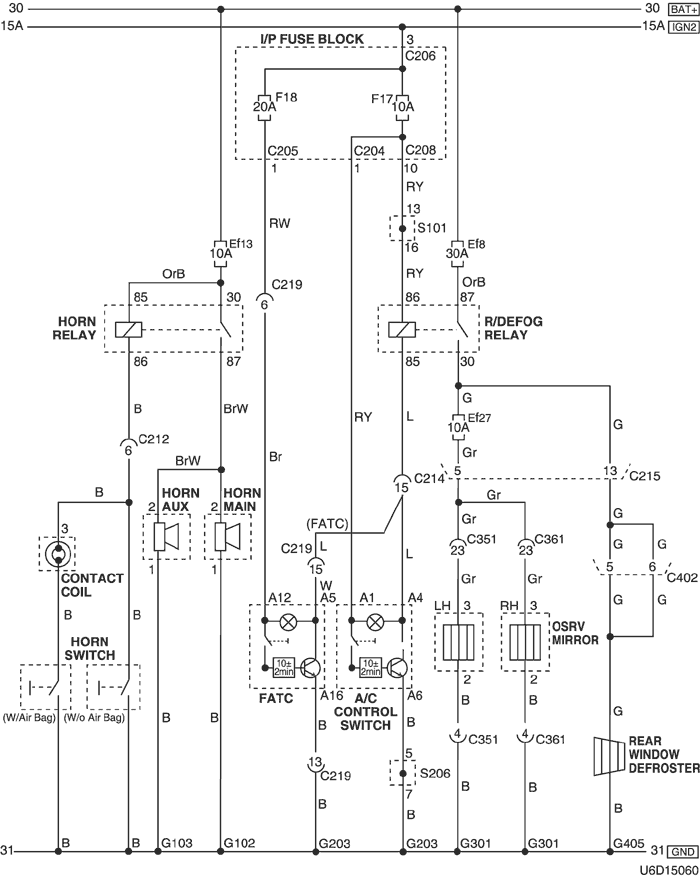 30 30 BAT+
15A 15A IGN2
I/P FUSE BLOCK 3
C206
F18 F17
20A 10A
C205 C204 C208
1 1 10
RY
13
RW S101
16
Ef13 Ef8
10A 30A
RY
OrB C219 OrB
85 30 6 86 87
HORN RELAY
R/DEFOG RELAY
86 87 85 30
G
B BrW RY L Ef27 G
10A
C212
6 Br Gr
BrW 5 13 C215
C214
15
B Gr
2 HORN AUX 2 HORN MAIN
3 (FATC) Gr G
C219 L C351 C361 G G
15 23 23
L 5 6 C402
CONTACT COIL
1 1 W Gr Gr
A12 A5 A1 A4 G G
B B LH 3 RH 3
OSRV MIRROR
HORN SWITCH
10± 2min 10± 2min
2 2
A16 A6
FATC A/C CONTROL SWITCH
B B G
(W/Air Bag) (W/o Air Bag) B B B B
4 C351 4 C361
REAR WINDOW DEFROSTER
13 C219 5
S206
7
B B B B B
31 B B G103 G102 G203 G203 G301 G301 G405 31 GND
U6D15060